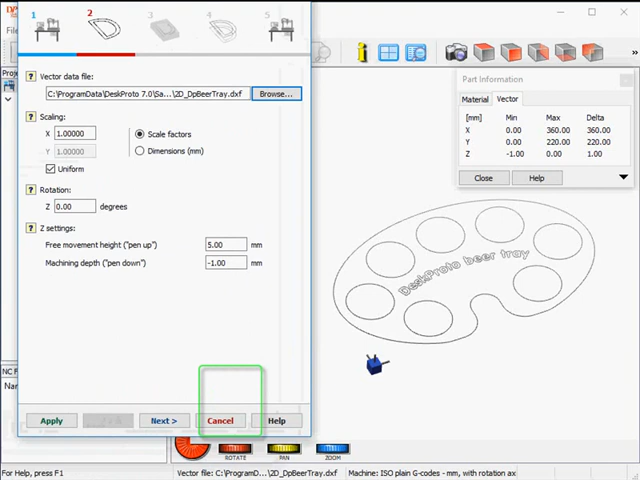 1 2 3 4 5
Vector data file:
C:\ProgramData\DeskProto 7.0\Sa...\2D_DpBeerTray.dxf Browse...
Scaling:
X 1.00000 Scale factors
Y 1.00000 Dimensions (mm)
Uniform
Rotation:
Z 0.00 degrees
Z settings:
Free movement height ("pen up") 5.00 mm
Machining depth ("pen down") -1.00 mm
Apply Next > Cancel Help
Part Information
Material Vector
[mm] Min Max Delta
X 0.00 360.00 360.00
Y 0.00 220.00 220.00
Z -1.00 0.00 1.00
Close Help
DeskProto beer tray
ROTATE PAN ZOOM
For Help, press F1 Vector file: C:\ProgramD...\2D_DpBeerTray.dxf Machine: ISO plain G-codes - mm, with rotation ax